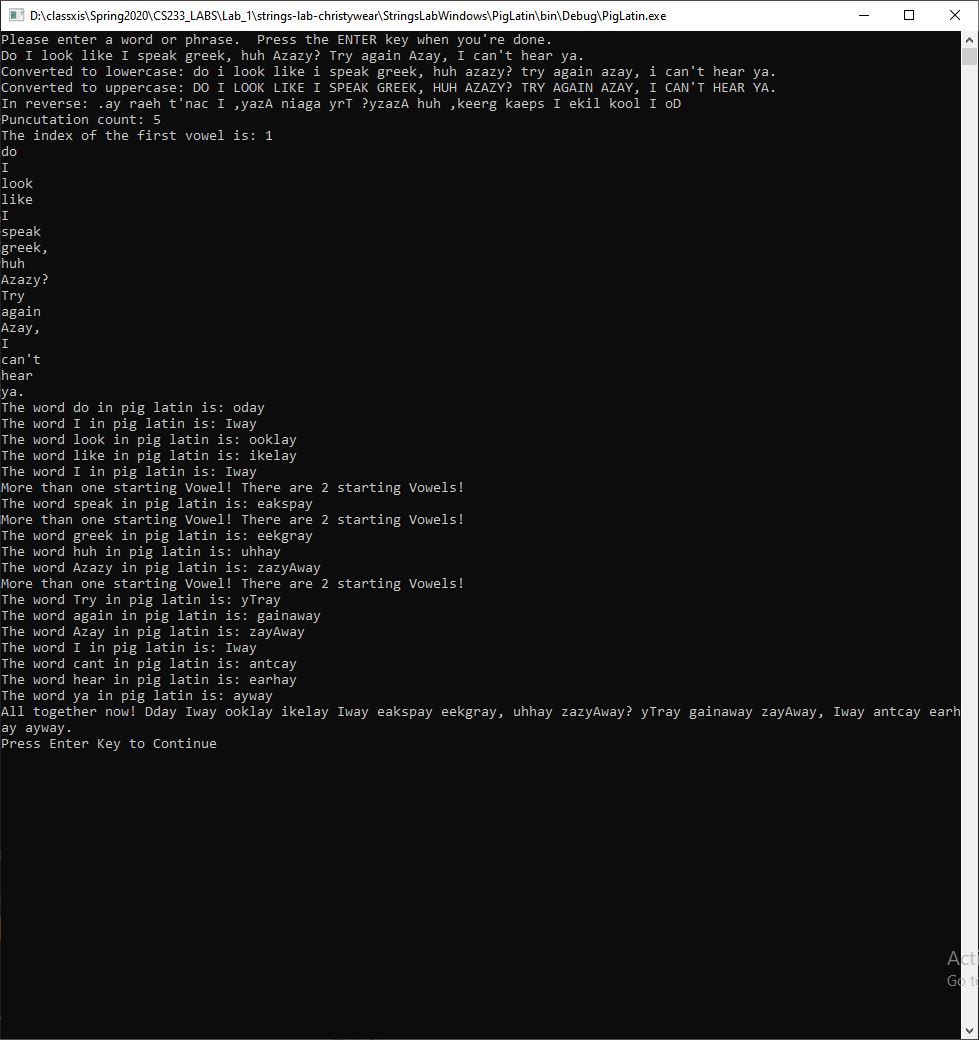 D:\classxis\Spring2020\CS233_LABS\Lab_1\strings-lab-christywear\StringsLabWindows\PigLatin\bin\Debug\PigLatin.exe
Please enter a word or phrase.  Press the ENTER key when you're done.
Do I look like I speak greek, huh Azazy? Try again Azay, I can't hear ya.
Converted to lowercase: do i look like i speak greek, huh azazy? try again azay, i can't hear ya.
Converted to uppercase: DO I LOOK LIKE I SPEAK GREEK, HUH AZAZY? TRY AGAIN AZAY, I CAN'T HEAR YA.
In reverse: .ay raeh t'nac I ,yazA niaga yrT ?yzazA huh ,keerg kaeps I ekil kool I oD
Puncutation count: 5
The index of the first vowel is: 1
do
I
look
like
I
speak
greek,
huh
Azazy?
Try
again
Azay,
I
can't
hear
ya.
The word do in pig latin is: oday
The word I in pig latin is: Iway
The word look in pig latin is: ooklay
The word like in pig latin is: ikelay
The word I in pig latin is: Iway
More than one starting Vowel! There are 2 starting Vowels!
The word speak in pig latin is: eakspay
More than one starting Vowel! There are 2 starting Vowels!
The word greek in pig latin is: eekgray
The word huh in pig latin is: uhhay
The word Azazy in pig latin is: zazyAway
More than one starting Vowel! There are 2 starting Vowels!
The word Try in pig latin is: yTray
The word again in pig latin is: gainaway
The word Azay in pig latin is: zayAway
The word I in pig latin is: Iway
The word cant in pig latin is: antcay
The word hear in pig latin is: earhay
The word ya in pig latin is: ayway
All together now! Dday Iway ooklay ikelay Iway eakspay eekgray, uhhay zazyAway? yTray gainaway zayAway, Iway antcay earh
ay ayway.
Press Enter Key to Continue
Act
Go to